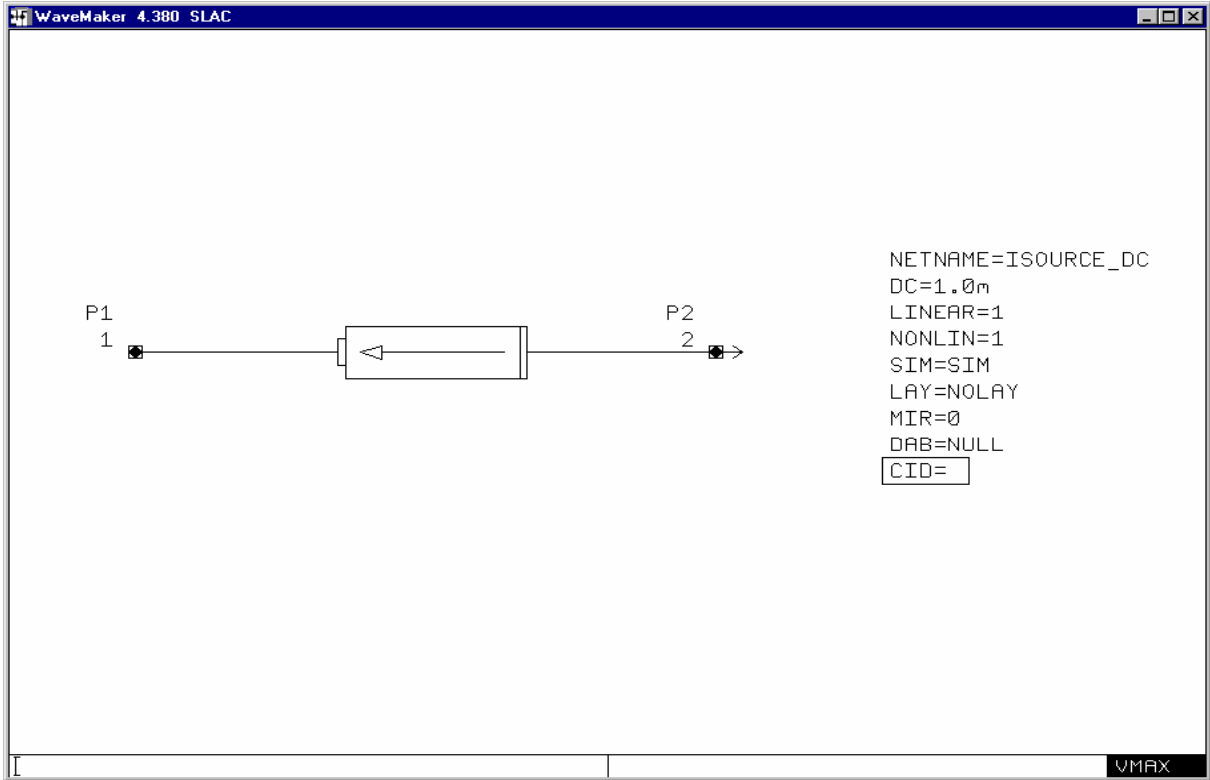 WaveMaker 4.380 SLAC
P1
1
P2
2
NETNAME=ISOURCE_DC
DC=1.0m
LINEAR=1
NONLIN=1
SIM=SIM
LAY=NOLAY
MIR=0
DAB=NULL
CID=
VMAX